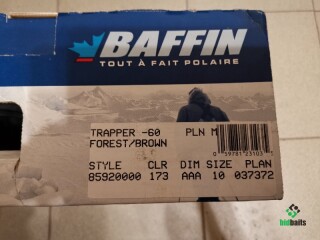 BAFFIN
TOUT À FAIT POLAIRE
TRAPPER -60 PLN M
FOREST/BROWN
STYLE CLR DIM SIZE PLAN
85920000 173 AAA 10 037372
bidbaits